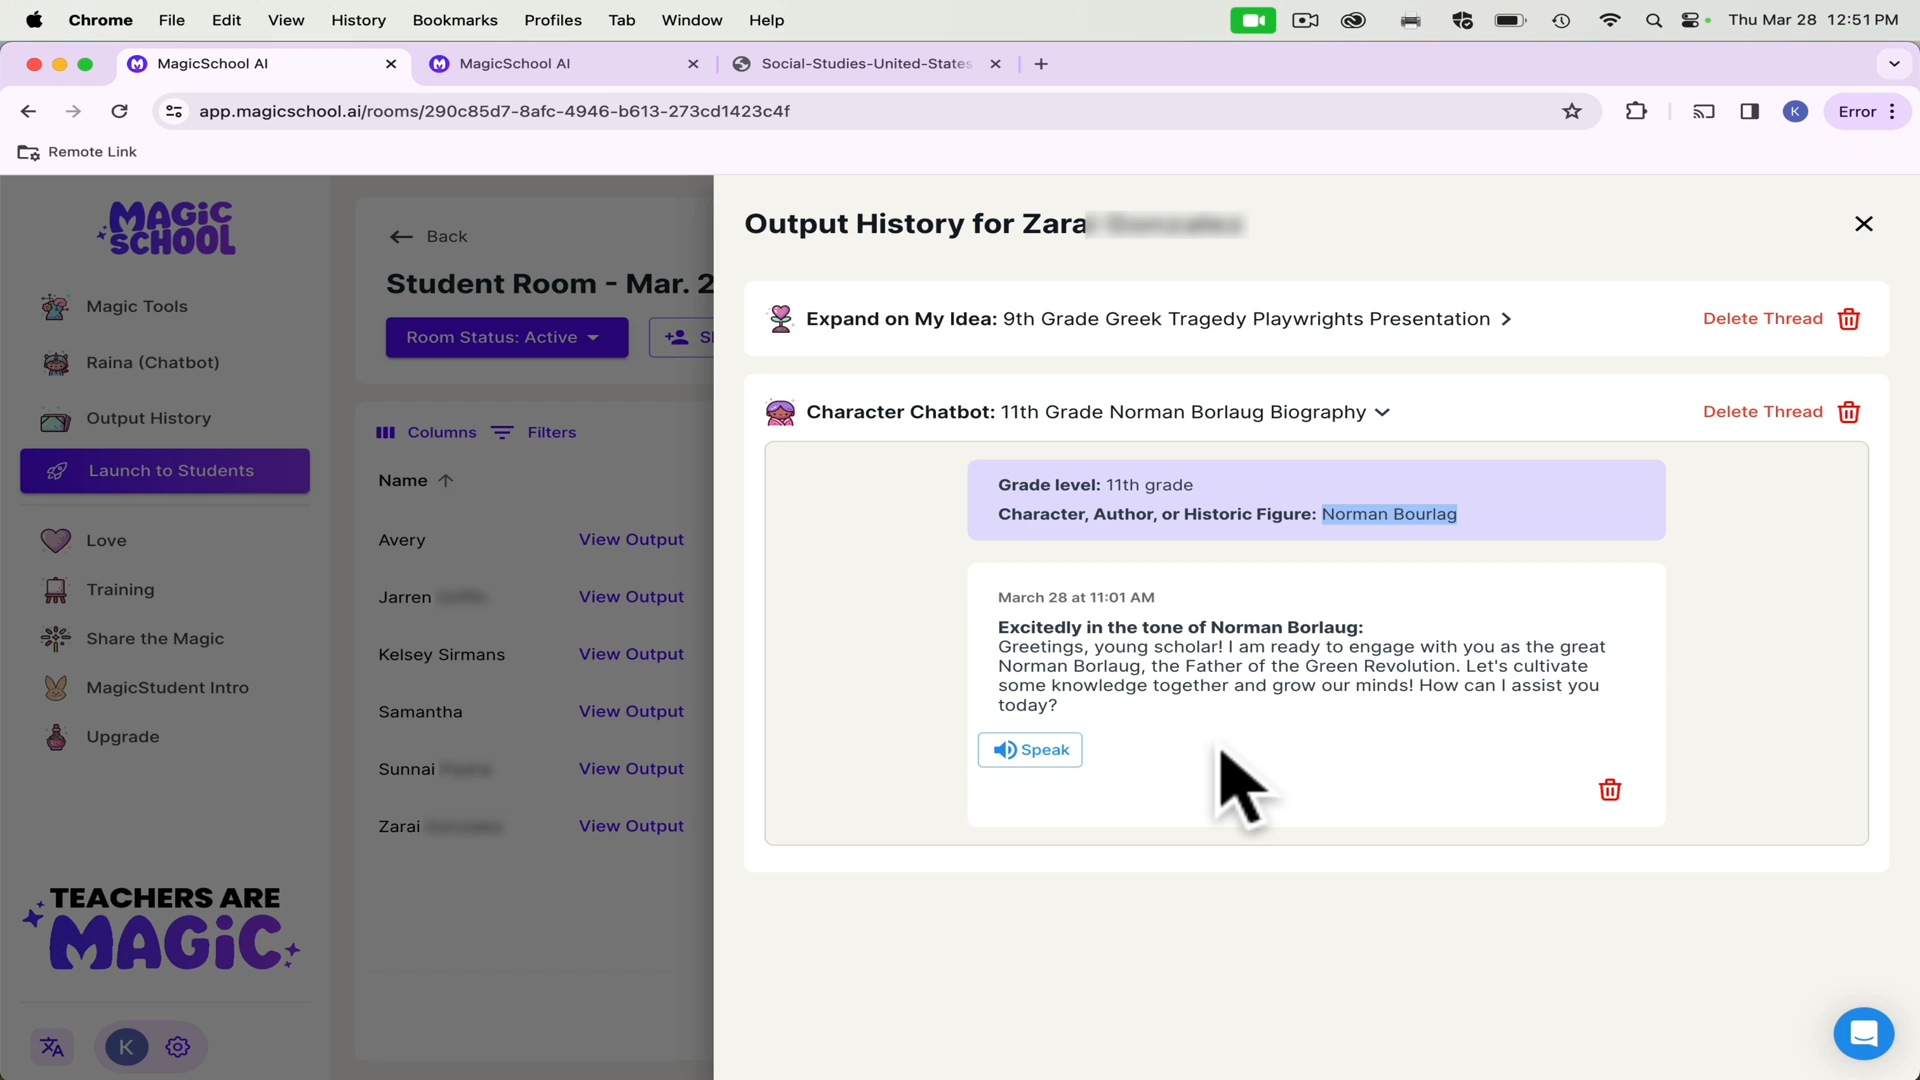 Chrome File Edit View History Bookmarks Profiles Tab Window Help Thu Mar 28 12:51 PM
MagicSchool AI MagicSchool AI Social-Studies-United-States
app.magicschool.ai/rooms/290c85d7-8afc-4946-b613-273cd1423c4f K Error
Remote Link
MAGiC
SCHOOL
Magic Tools
Raina (Chatbot)
Output History
Launch to Students
Love
Training
Share the Magic
MagicStudent Intro
Upgrade
TEACHERS ARE
MAGiC
K
Back
Student Room - Mar. 2
Room Status: Active
Columns Filters
Name
Avery View Output
Jarren View Output
Kelsey Sirmans View Output
Samantha View Output
Sunnai View Output
Zarai View Output
Output History for Zara
Expand on My Idea: 9th Grade Greek Tragedy Playwrights Presentation Delete Thread
Character Chatbot: 11th Grade Norman Borlaug Biography Delete Thread
Grade level: 11th grade
Character, Author, or Historic Figure: Norman Bourlag
March 28 at 11:01 AM
Excitedly in the tone of Norman Borlaug:
Greetings, young scholar! I am ready to engage with you as the great
Norman Borlaug, the Father of the Green Revolution. Let's cultivate
some knowledge together and grow our minds! How can I assist you
today?
Speak